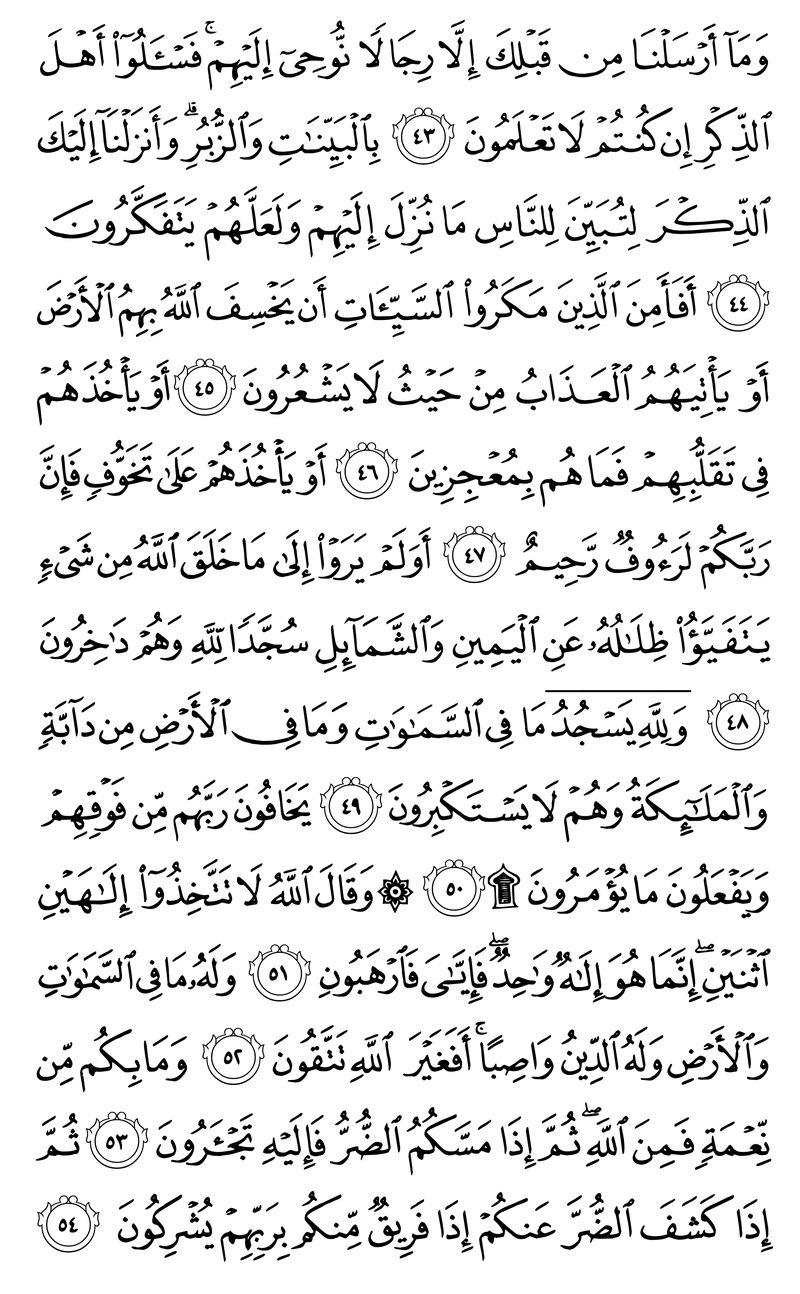 وَمَآ أَرْسَلْنَا مِن قَبْلِكَ إِلَّا رِجَالًا نُّوحِىٓ إِلَيْهِمْ ۚ فَسْـَٔلُوٓا۟ أَهْلَ
ٱلذِّكْرِ إِن كُنتُمْ لَا تَعْلَمُونَ ٤٣ بِٱلْبَيِّنَـٰتِ وَٱلزُّبُرِ ۗ وَأَنزَلْنَآ إِلَيْكَ
ٱلذِّكْرَ لِتُبَيِّنَ لِلنَّاسِ مَا نُزِّلَ إِلَيْهِمْ وَلَعَلَّهُمْ يَتَفَكَّرُونَ
٤٤ أَفَأَمِنَ ٱلَّذِينَ مَكَرُوا۟ ٱلسَّيِّـَٔاتِ أَن يَخْسِفَ ٱللَّهُ بِهِمُ ٱلْأَرْضَ
أَوْ يَأْتِيَهُمُ ٱلْعَذَابُ مِنْ حَيْثُ لَا يَشْعُرُونَ ٤٥ أَوْ يَأْخُذَهُمْ
فِى تَقَلُّبِهِمْ فَمَا هُم بِمُعْجِزِينَ ٤٦ أَوْ يَأْخُذَهُمْ عَلَىٰ تَخَوُّفٍ فَإِنَّ
رَبَّكُمْ لَرَءُوفٌ رَّحِيمٌ ٤٧ أَوَلَمْ يَرَوْا۟ إِلَىٰ مَا خَلَقَ ٱللَّهُ مِن شَىْءٍ
يَتَفَيَّؤُا۟ ظِلَـٰلُهُۥ عَنِ ٱلْيَمِينِ وَٱلشَّمَآئِلِ سُجَّدًا لِّلَّهِ وَهُمْ دَٰخِرُونَ
٤٨ وَلِلَّهِ يَسْجُدُ مَا فِى ٱلسَّمَـٰوَٰتِ وَمَا فِى ٱلْأَرْضِ مِن دَآبَّةٍ
وَٱلْمَلَـٰٓئِكَةُ وَهُمْ لَا يَسْتَكْبِرُونَ ٤٩ يَخَافُونَ رَبَّهُم مِّن فَوْقِهِمْ
وَيَفْعَلُونَ مَا يُؤْمَرُونَ ۩ ٥٠ ۞ وَقَالَ ٱللَّهُ لَا تَتَّخِذُوٓا۟ إِلَـٰهَيْنِ
ٱثْنَيْنِ ۖ إِنَّمَا هُوَ إِلَـٰهٌ وَٰحِدٌ ۖ فَإِيَّـٰىَ فَٱرْهَبُونِ ٥١ وَلَهُۥ مَا فِى ٱلسَّمَـٰوَٰتِ
وَٱلْأَرْضِ وَلَهُ ٱلدِّينُ وَاصِبًا ۚ أَفَغَيْرَ ٱللَّهِ تَتَّقُونَ ٥٢ وَمَا بِكُم مِّن
نِّعْمَةٍ فَمِنَ ٱللَّهِ ۖ ثُمَّ إِذَا مَسَّكُمُ ٱلضُّرُّ فَإِلَيْهِ تَجْـَٔرُونَ ٥٣ ثُمَّ
إِذَا كَشَفَ ٱلضُّرَّ عَنكُمْ إِذَا فَرِيقٌ مِّنكُم بِرَبِّهِمْ يُشْرِكُونَ ٥٤